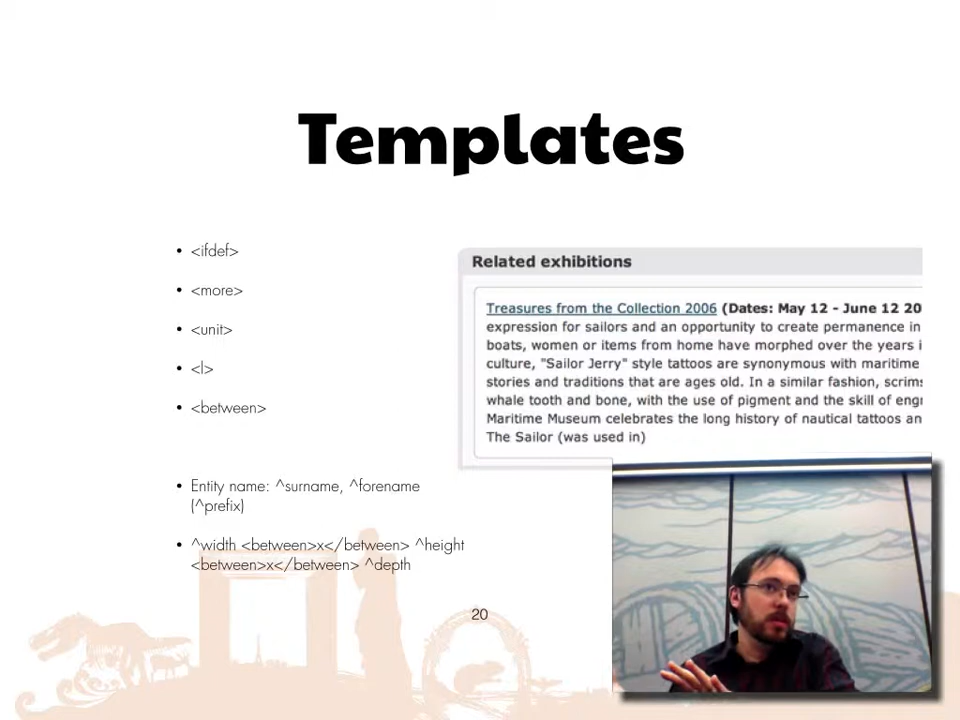 Templates
• <ifdef>
• <more>
• <unit>
• <l>
• <between>
• Entity name: ^surname, ^forename
(^prefix)
• ^width <between>x</between> ^height
<between>x</between> ^depth
Related exhibitions
Treasures from the Collection 2006 (Dates: May 12 - June 12 20
expression for sailors and an opportunity to create permanence in
boats, women or items from home have morphed over the years i
culture, "Sailor Jerry" style tattoos are synonymous with maritime
stories and traditions that are ages old. In a similar fashion, scrims
whale tooth and bone, with the use of pigment and the skill of engr
Maritime Museum celebrates the long history of nautical tattoos an
The Sailor (was used in)
20